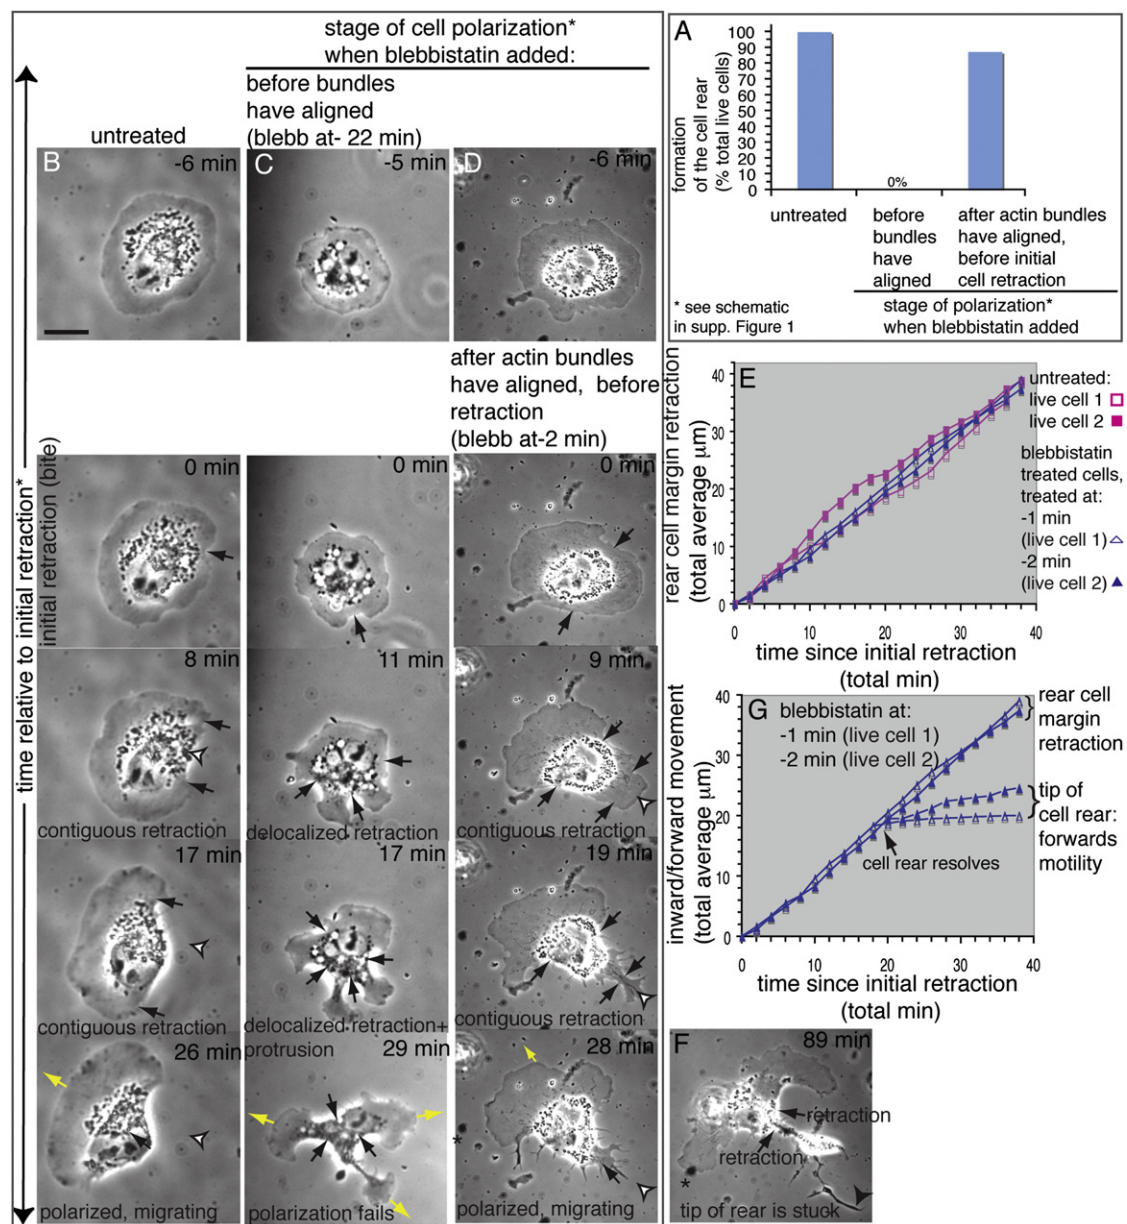 stage of cell polarization*
when blebbistatin added:
before bundles
have aligned
(blebb at- 22 min)
untreated
B
-6 min
C
-5 min
D
-6 min
after actin bundles
have aligned, before
retraction
(blebb at-2 min)
time relative to initial retraction*
initial retraction (bite)
0 min
0 min
0 min
8 min
11 min
9 min
contiguous retraction
delocalized retraction
contiguous retraction
17 min
17 min
19 min
contiguous retraction
delocalized retraction+
protrusion
contiguous retraction
26 min
29 min
28 min
*
polarized, migrating
polarization fails
polarized, migrating
A
formation
of the cell rear
(% total live cells)
100
90
80
70
60
50
40
30
20
10
0
0%
untreated
before
bundles
have
aligned
after actin bundles
have aligned,
before initial
cell retraction
* see schematic
in supp. Figure 1
stage of polarization*
when blebbistatin added
E
rear cell margin retraction
(total average µm)
40
30
20
10
0
0
10
20
30
40
time since initial retraction
(total min)
untreated:
live cell 1
live cell 2
blebbistatin
treated cells,
treated at:
-1 min
(live cell 1)
-2 min
(live cell 2)
G
blebbistatin at:
-1 min (live cell 1)
-2 min (live cell 2)
inward/forward movement
(total average µm)
40
30
20
10
0
0
10
20
30
40
time since initial retraction
(total min)
cell rear resolves
rear cell
margin
retraction
tip of
cell rear:
forwards
motility
F
89 min
retraction
retraction
*
tip of rear is stuck